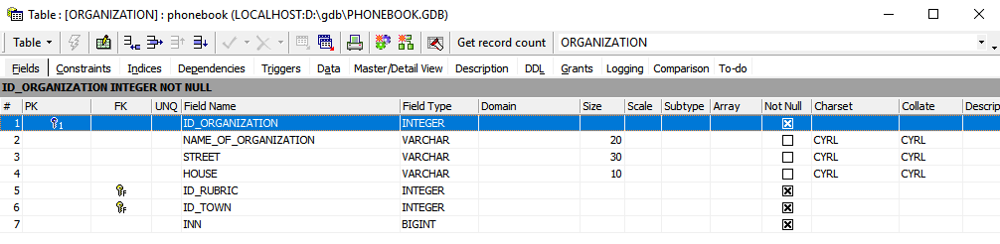 Table : [ORGANIZATION] : phonebook (LOCALHOST:D:\gdb\PHONEBOOK.GDB)
Table Get record count ORGANIZATION
Fields Constraints Indices Dependencies Triggers Data Master/Detail View Description DDL Grants Logging Comparison To-do
ID_ORGANIZATION INTEGER NOT NULL
# PK FK UNQ Field Name Field Type Domain Size Scale Subtype Array Not Null Charset Collate Descrip
1 1 ID_ORGANIZATION INTEGER
2 NAME_OF_ORGANIZATION VARCHAR 20 CYRL CYRL
3 STREET VARCHAR 30 CYRL CYRL
4 HOUSE VARCHAR 10 CYRL CYRL
5 F ID_RUBRIC INTEGER
6 F ID_TOWN INTEGER
7 INN BIGINT